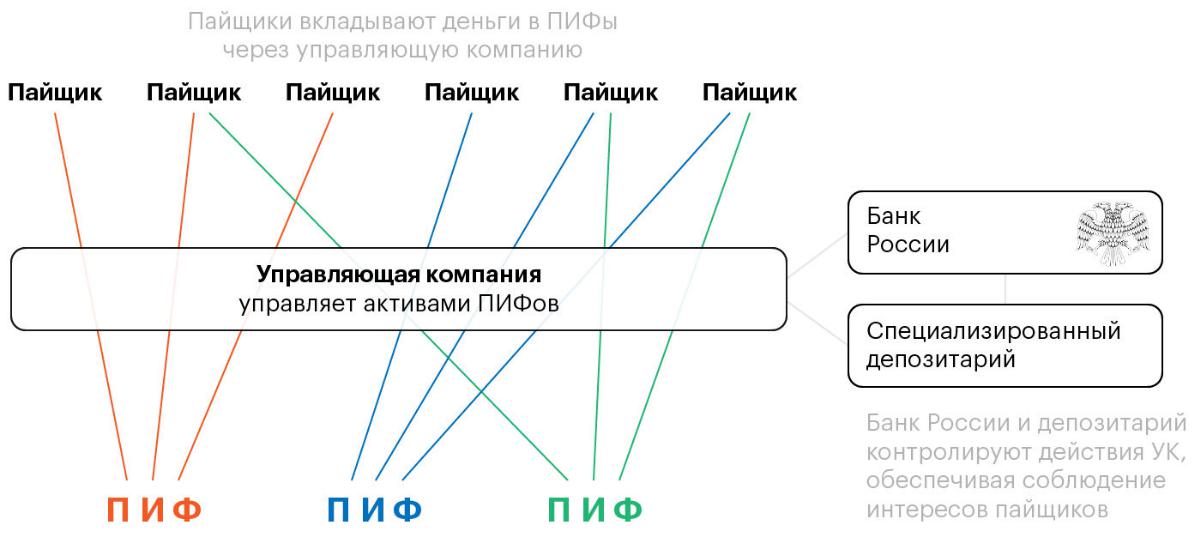 Пайщики вкладывают деньги в ПИФы
через управляющую компанию
Пайщик Пайщик Пайщик Пайщик Пайщик Пайщик
Управляющая компания
управляет активами ПИФов
Банк
России
Специализированный
депозитарий
Банк России и депозитарий
контролируют действия УК,
обеспечивая соблюдение
интересов пайщиков
ПИФ ПИФ ПИФ